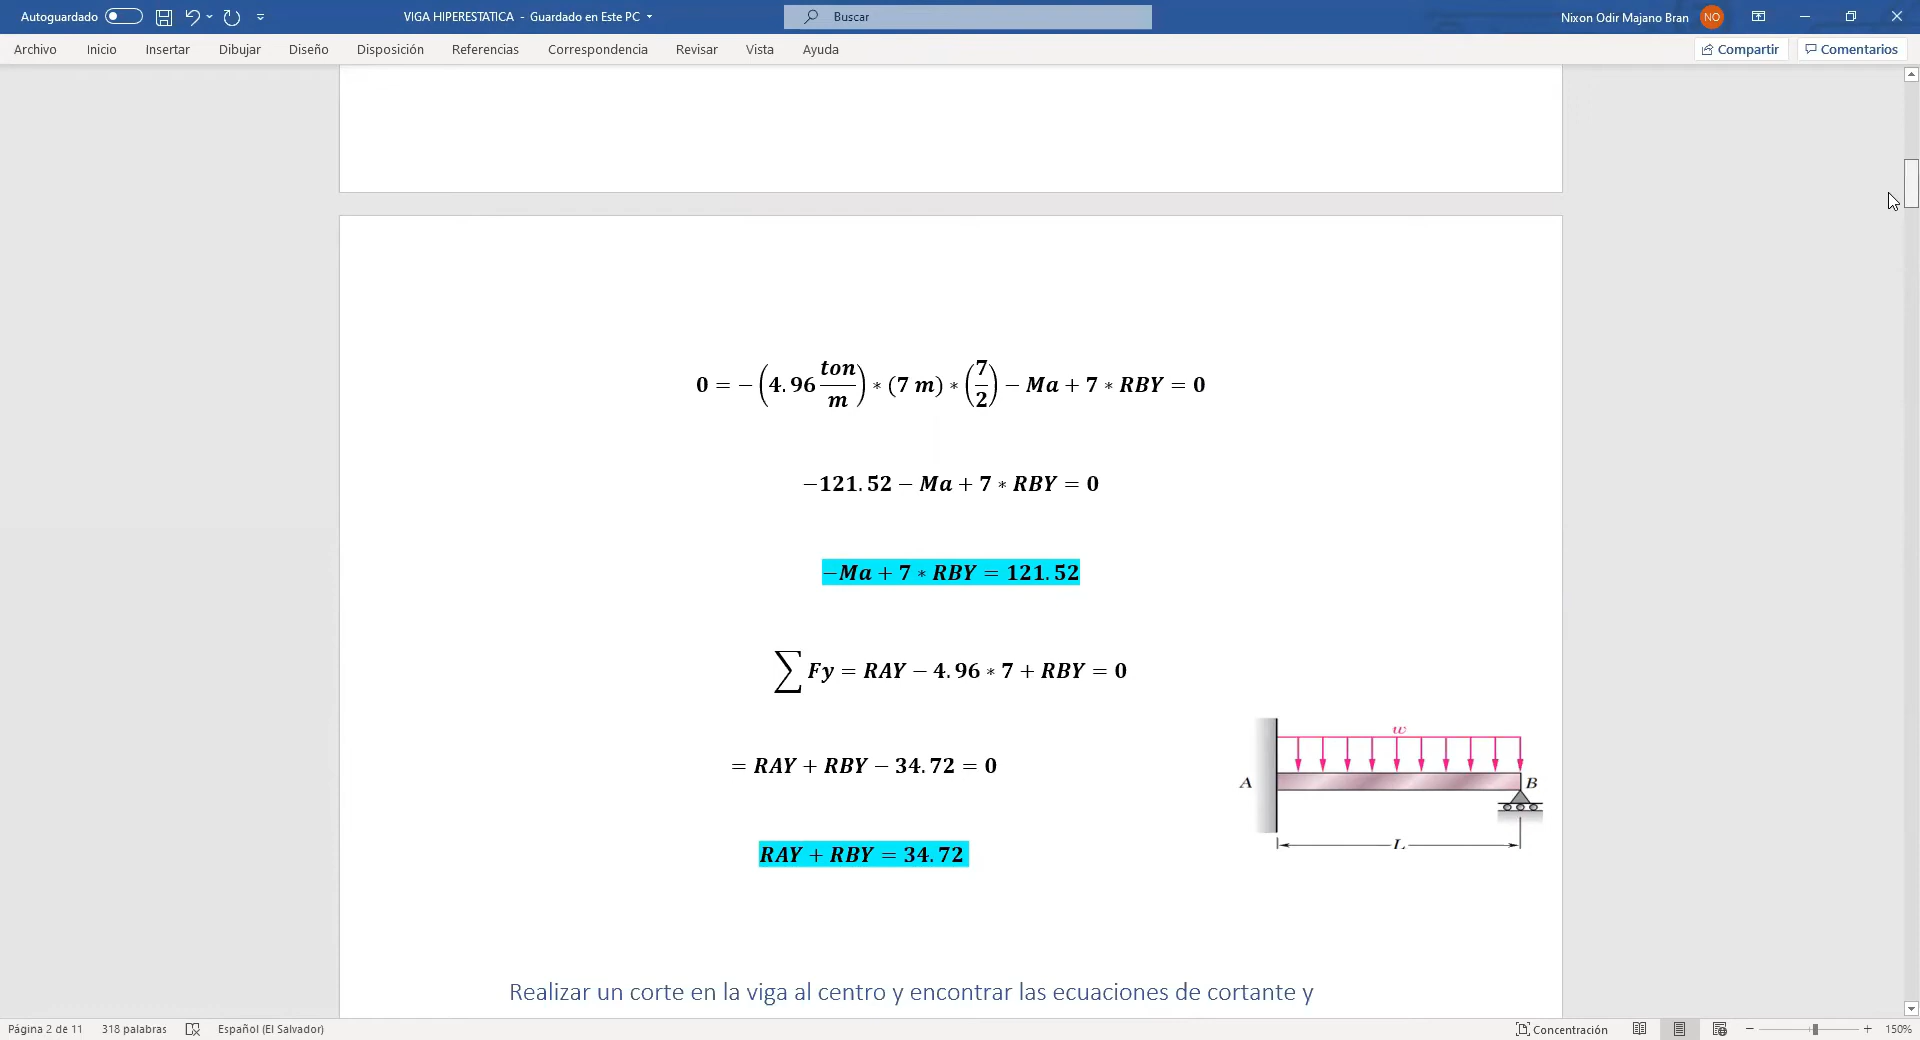 Autoguardado
VIGA HIPERESTATICA - Guardado en Este PC
Buscar
Nixon Odir Majano Bran
NO
Archivo Inicio Insertar Dibujar Diseño Disposición Referencias Correspondencia Revisar Vista Ayuda
Compartir Comentarios
0 = −(4.96 ton/m) ∗ (7 m) ∗ (7/2) − Ma + 7 ∗ RBY = 0
−121.52 − Ma + 7 ∗ RBY = 0
−Ma + 7 ∗ RBY = 121.52
∑ Fy = RAY − 4.96 ∗ 7 + RBY = 0
= RAY + RBY − 34.72 = 0
RAY + RBY = 34.72
w
A
B
L
Realizar un corte en la viga al centro y encontrar las ecuaciones de cortante y
Página 2 de 11 318 palabras Español (El Salvador) Concentración 150%